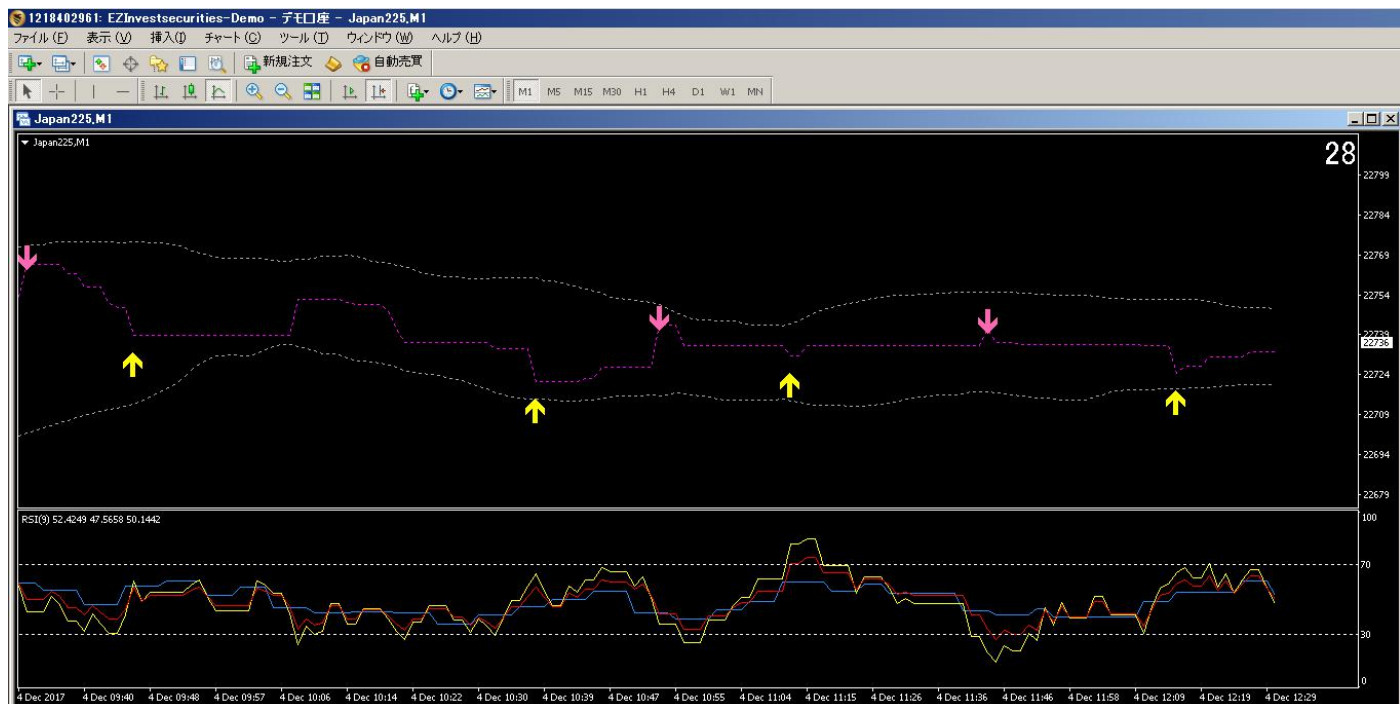 1218402961: EZInvestsecurities-Demo - デモ口座 - Japan225,M1
ファイル(F) 表示(V) 挿入(I) チャート(C) ツール(T) ウィンドウ(W) ヘルプ(H)
新規注文 自動売買
M1 M5 M15 M30 H1 H4 D1 W1 MN
Japan225,M1
Japan225,M1
28
22799
22784
22769
22754
22739
22736
22724
22709
22694
22679
RSI(9) 52.4249 47.5658 50.1442
100
70
30
0
4 Dec 2017 4 Dec 09:40 4 Dec 09:48 4 Dec 09:57 4 Dec 10:06 4 Dec 10:14 4 Dec 10:22 4 Dec 10:30 4 Dec 10:39 4 Dec 10:47 4 Dec 10:55 4 Dec 11:04 4 Dec 11:15 4 Dec 11:26 4 Dec 11:36 4 Dec 11:46 4 Dec 11:58 4 Dec 12:09 4 Dec 12:19 4 Dec 12:29